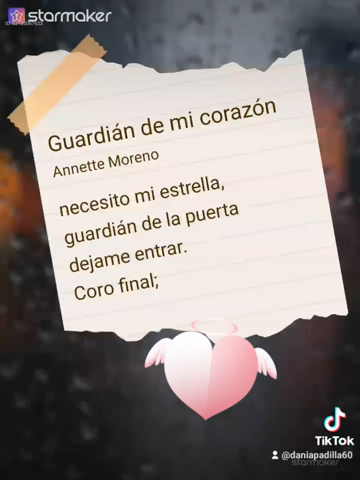 starmaker
Guardián de mi corazón
Annette Moreno
necesito mi estrella,
guardián de la puerta
dejame entrar.
Coro final;
TikTok
@daniapadilla60
starmaker